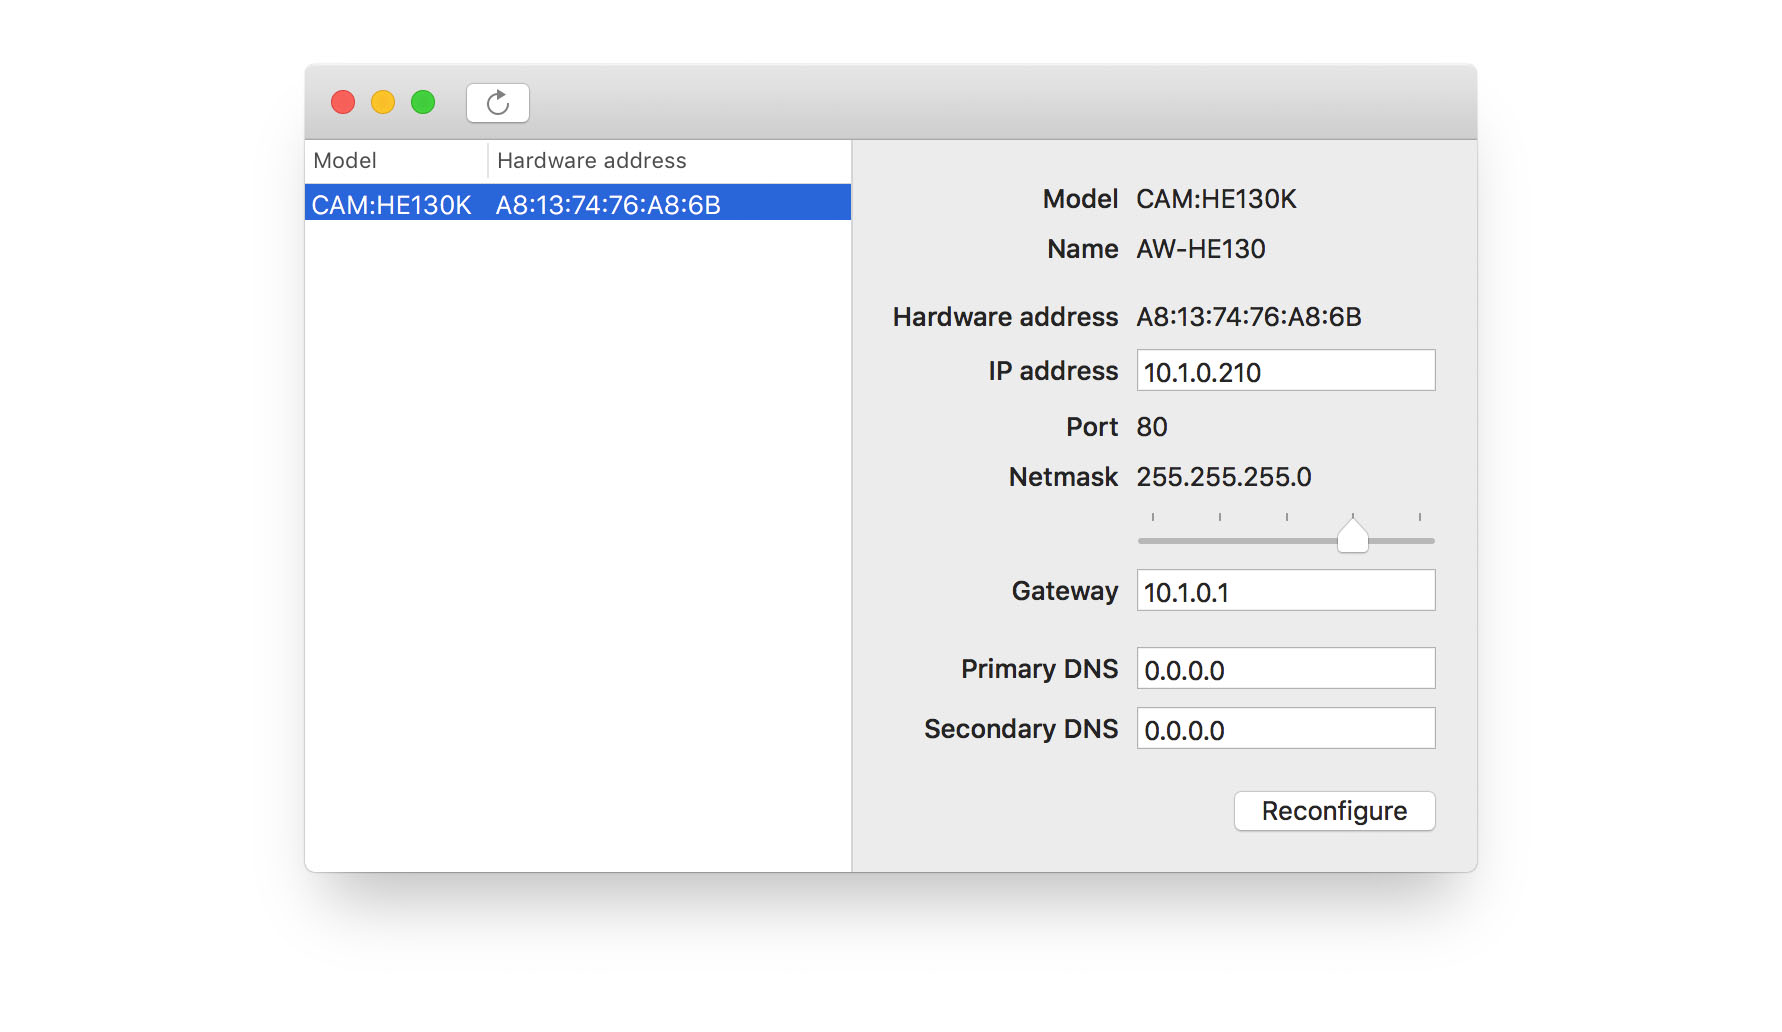 Model Hardware address
CAM:HE130K A8:13:74:76:A8:6B
Model CAM:HE130K
Name AW-HE130
Hardware address A8:13:74:76:A8:6B
IP address 10.1.0.210
Port 80
Netmask 255.255.255.0
Gateway 10.1.0.1
Primary DNS 0.0.0.0
Secondary DNS 0.0.0.0
Reconfigure